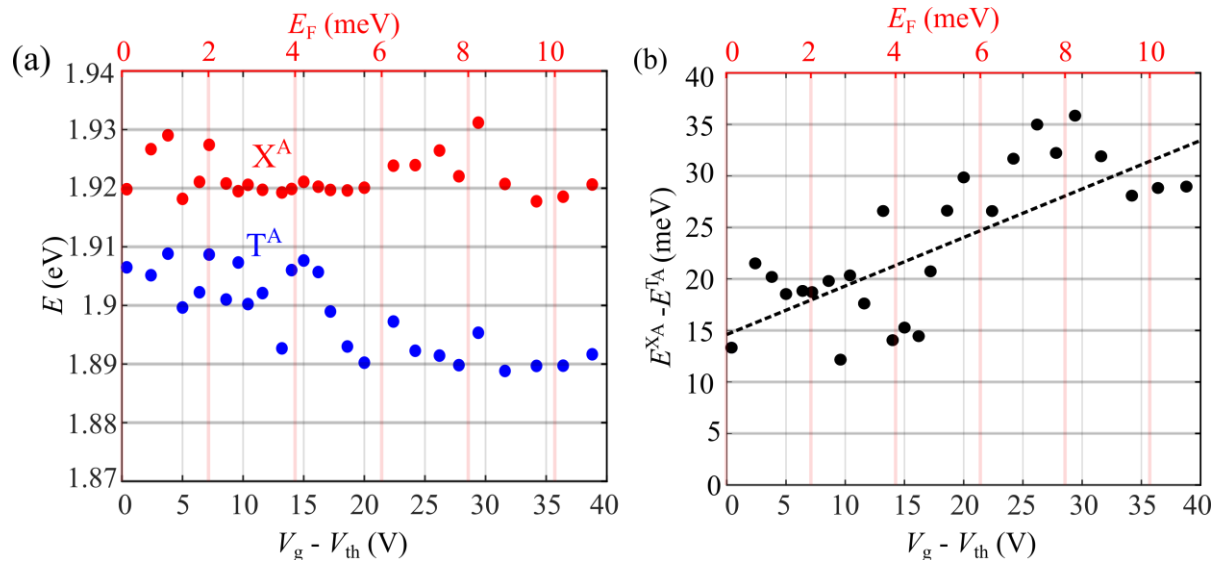 (a)
E_F (meV)
0 2 4 6 8 10
1.94
1.93
1.92
1.91
1.9
1.89
1.88
1.87
E (eV)
X^A
T^A
0 5 10 15 20 25 30 35 40
V_g - V_th (V)
(b)
E_F (meV)
0 2 4 6 8 10
40
35
30
25
20
15
10
5
0
E^{X_A} - E^{T_A} (meV)
0 5 10 15 20 25 30 35 40
V_g - V_th (V)